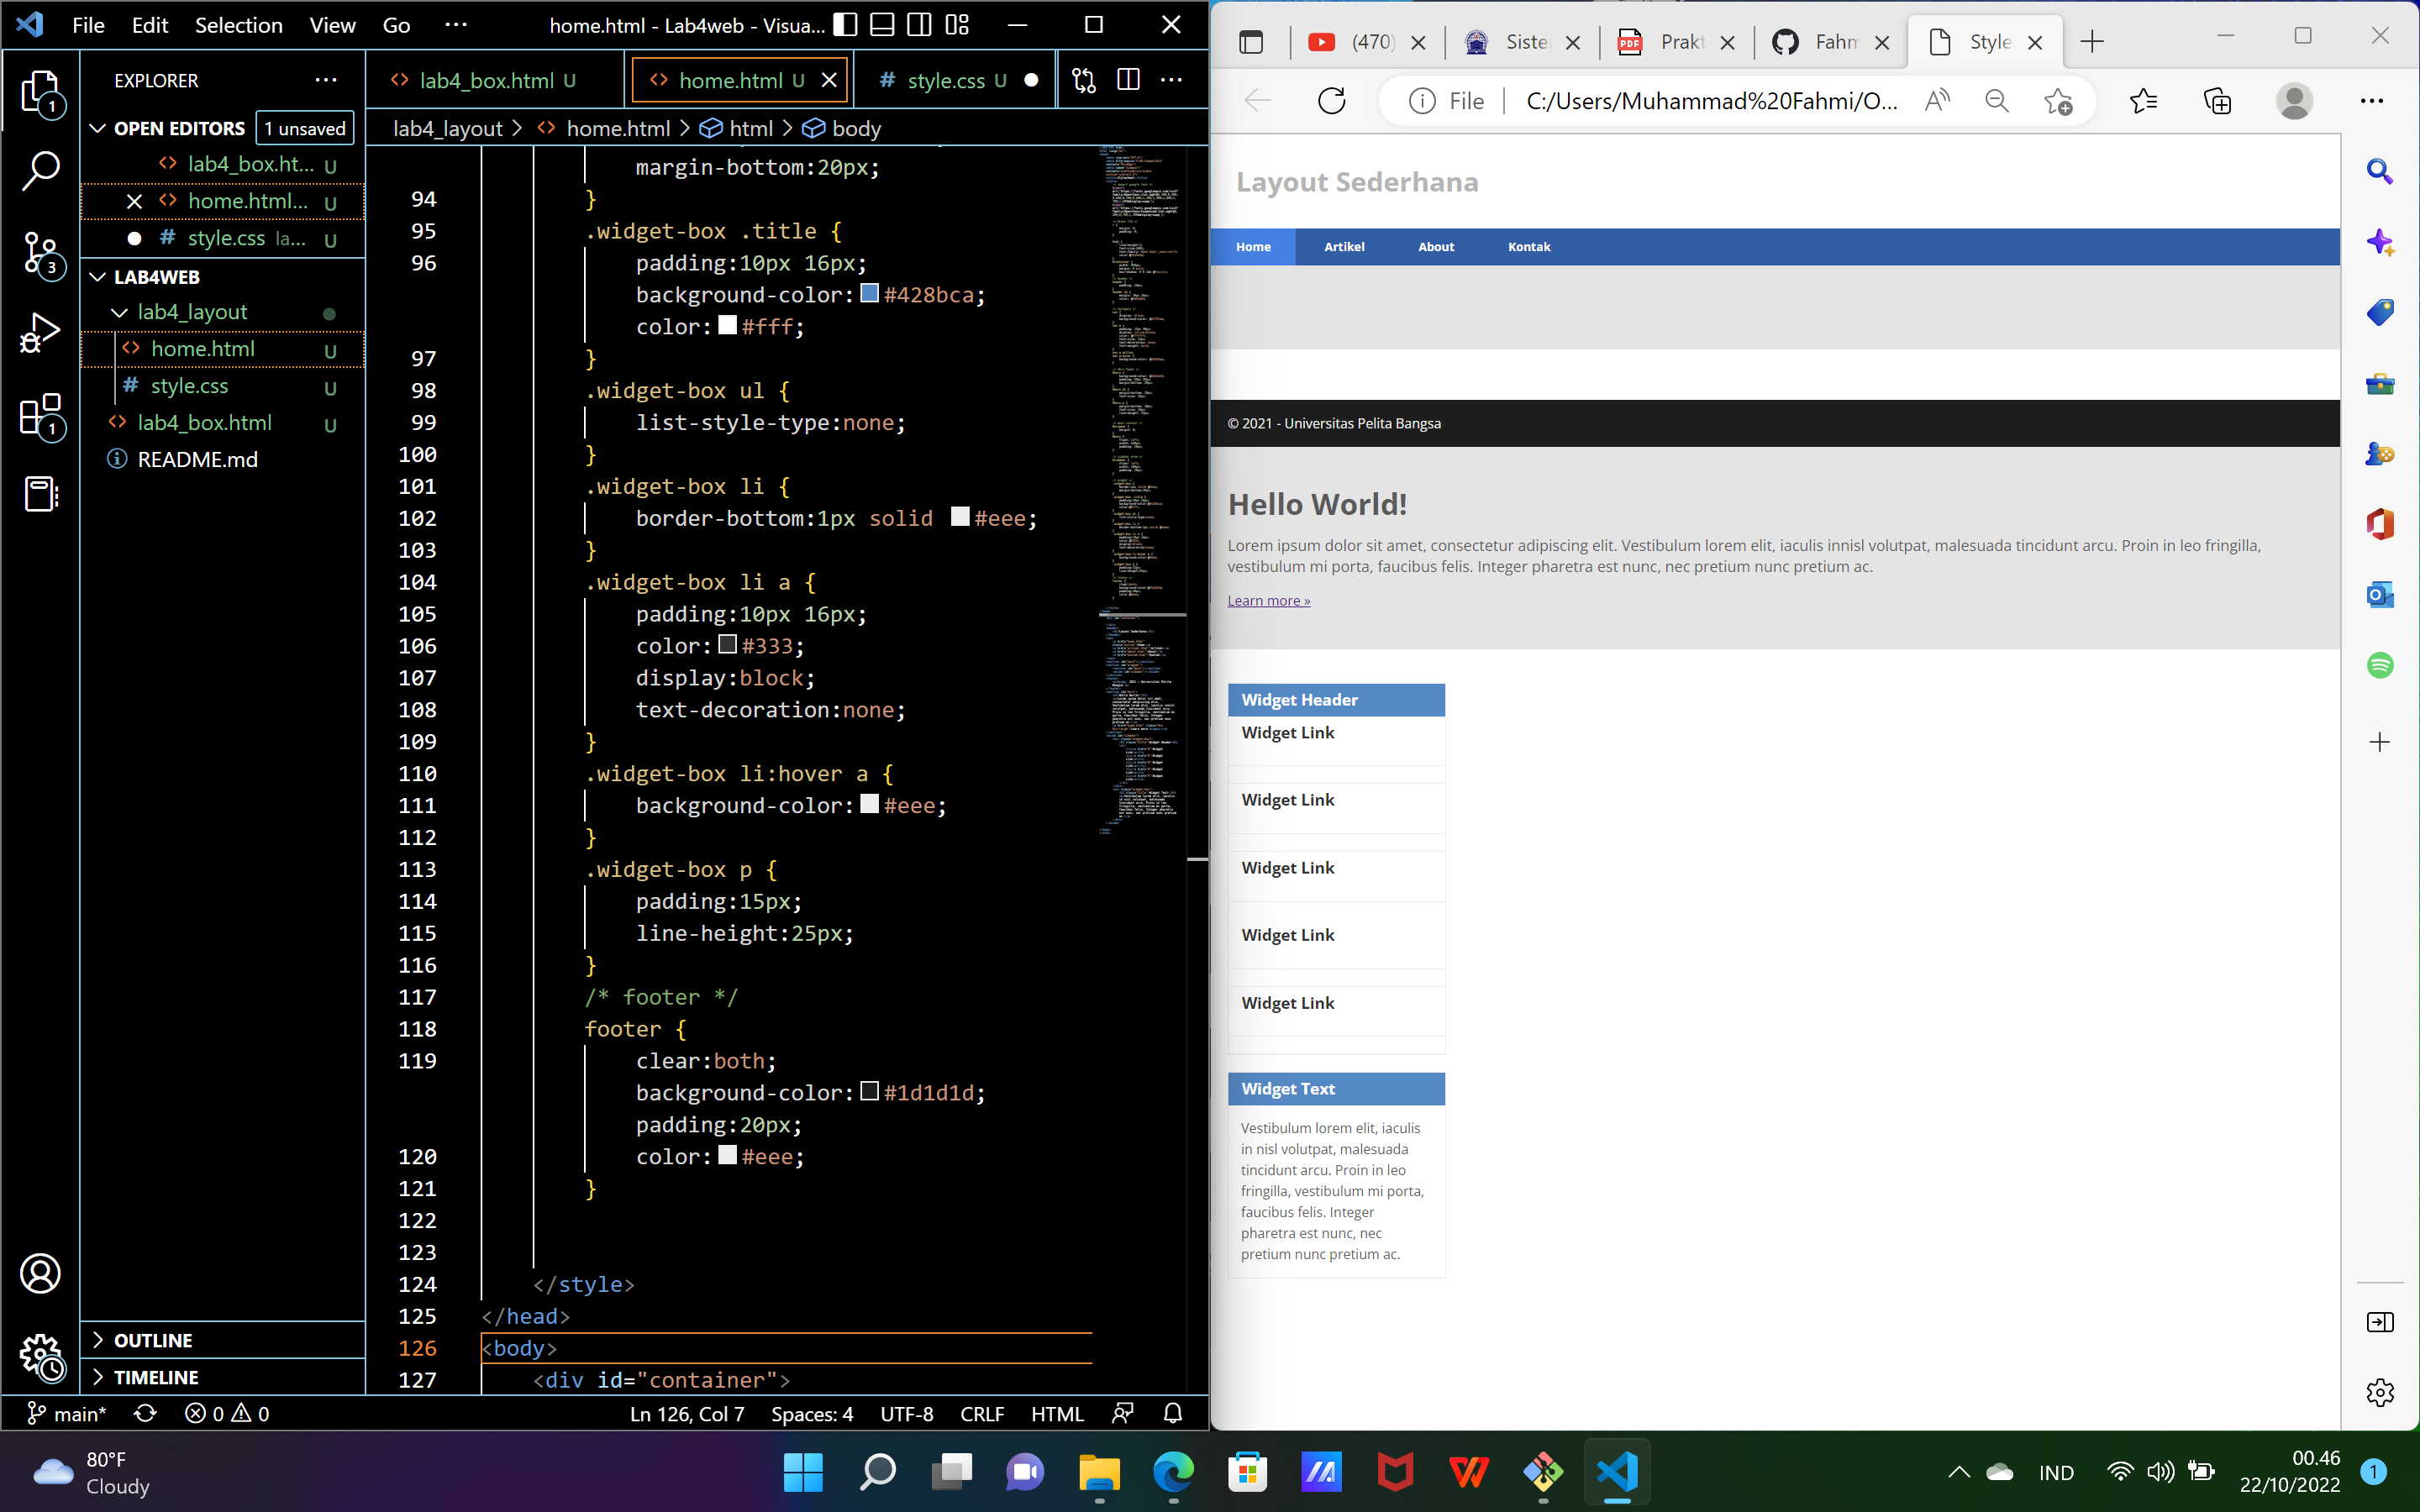 File Edit Selection View Go ··· home.html - Lab4web - Visua...
EXPLORER ···
OPEN EDITORS 1 unsaved
lab4_box.ht... U
home.html... U
style.css la... U
LAB4WEB
lab4_layout
home.html U
style.css U
lab4_box.html U
README.md
OUTLINE
TIMELINE
1
3
1
lab4_box.html U home.html U style.css U
lab4_layout > home.html > html > body
margin-bottom:20px;
94 }
95 .widget-box .title {
96 padding:10px 16px;
background-color:#428bca;
color:#fff;
97 }
98 .widget-box ul {
99 list-style-type:none;
100 }
101 .widget-box li {
102 border-bottom:1px solid #eee;
103 }
104 .widget-box li a {
105 padding:10px 16px;
106 color:#333;
107 display:block;
108 text-decoration:none;
109 }
110 .widget-box li:hover a {
111 background-color:#eee;
112 }
113 .widget-box p {
114 padding:15px;
115 line-height:25px;
116 }
117 /* footer */
118 footer {
119 clear:both;
background-color:#1d1d1d;
padding:20px;
120 color:#eee;
121 }
122
123
124 </style>
125 </head>
126 <body>
127 <div id="container">
main* 0 0 Ln 126, Col 7 Spaces: 4 UTF-8 CRLF HTML
(470) Siste Prakt Fahm Style
File C:/Users/Muhammad%20Fahmi/O... A
Layout Sederhana
Home Artikel About Kontak
© 2021 - Universitas Pelita Bangsa
Hello World!
Lorem ipsum dolor sit amet, consectetur adipiscing elit. Vestibulum lorem elit, iaculis innisl volutpat, malesuada tincidunt arcu. Proin in leo fringilla,
vestibulum mi porta, faucibus felis. Integer pharetra est nunc, nec pretium nunc pretium ac.
Learn more »
Widget Header
Widget Link
Widget Link
Widget Link
Widget Link
Widget Link
Widget Text
Vestibulum lorem elit, iaculis
in nisl volutpat, malesuada
tincidunt arcu. Proin in leo
fringilla, vestibulum mi porta,
faucibus felis. Integer
pharetra est nunc, nec
pretium nunc pretium ac.
80°F
Cloudy
IND
00.46
22/10/2022
1